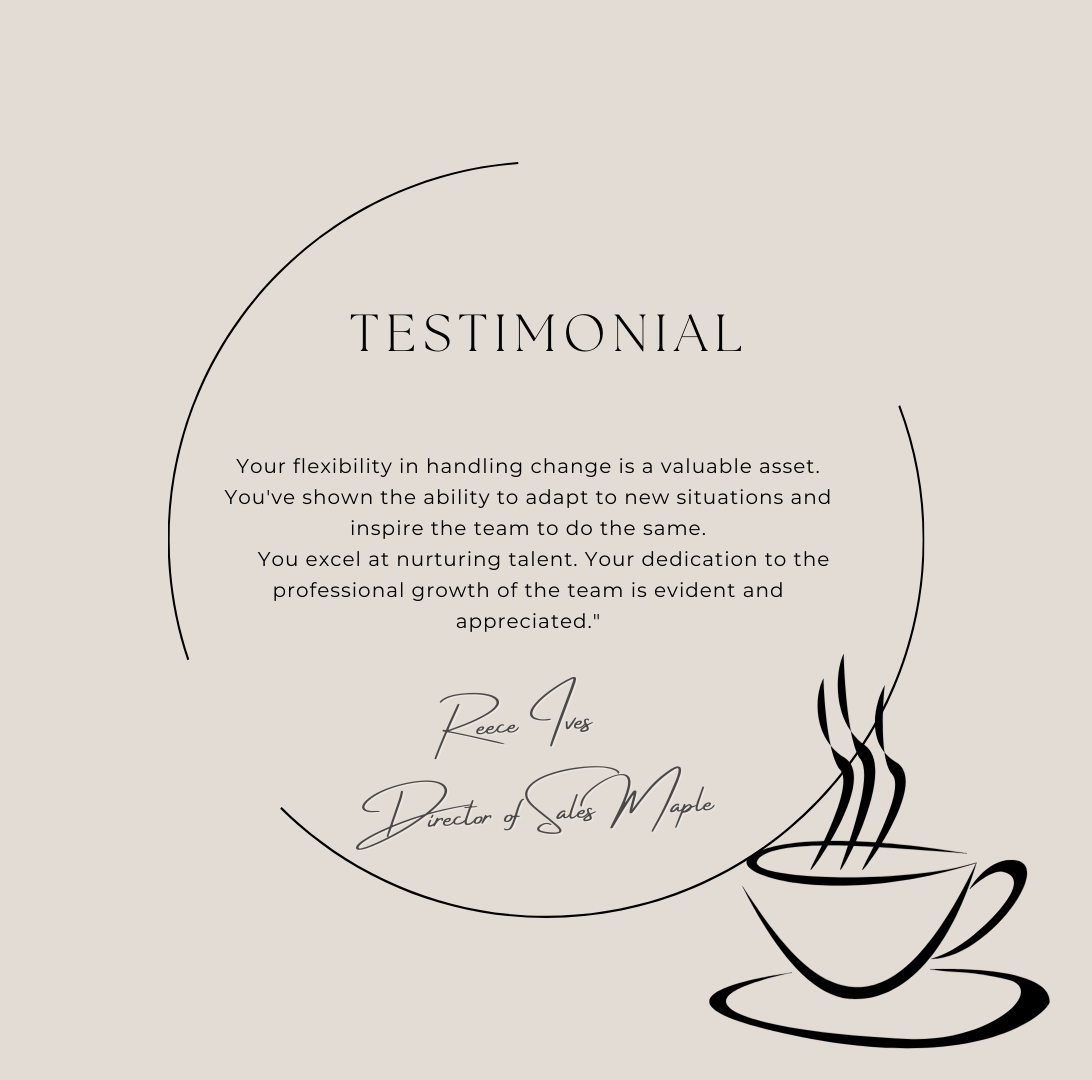 TESTIMONIAL
Your flexibility in handling change is a valuable asset.
You've shown the ability to adapt to new situations and
inspire the team to do the same.
You excel at nurturing talent. Your dedication to the
professional growth of the team is evident and
appreciated."
Reece Ives
Director of Sales Maple